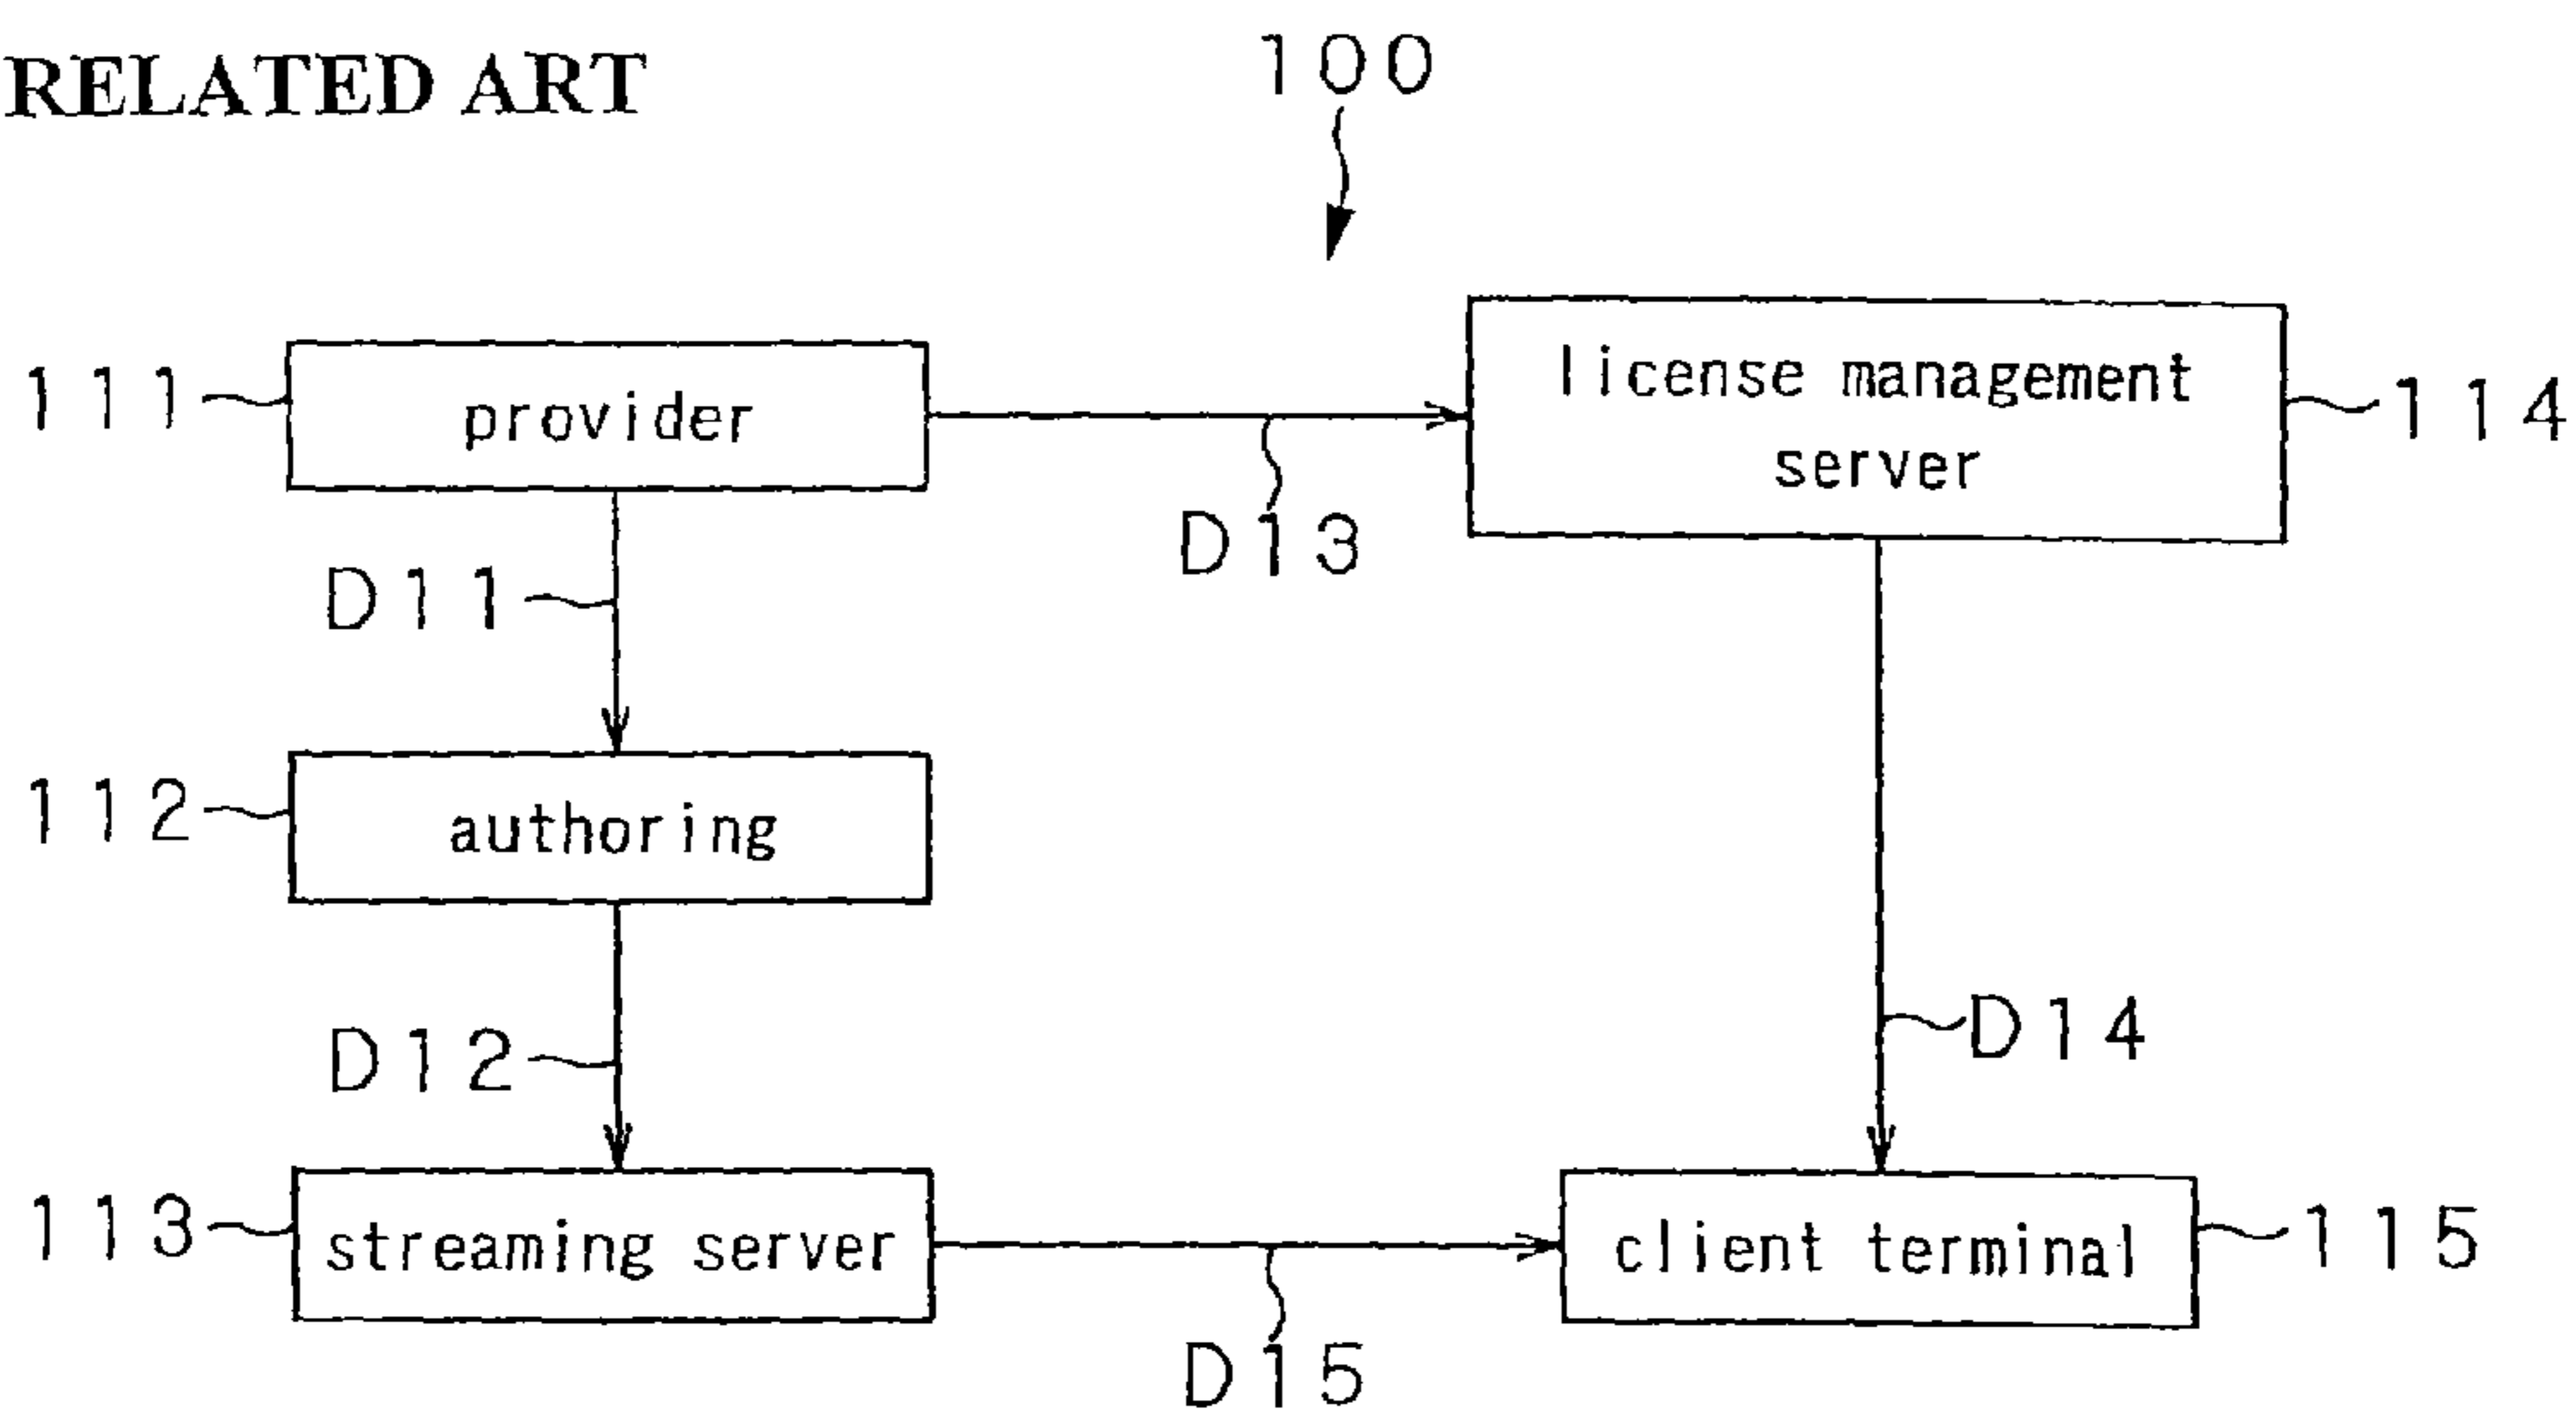 RELATED ART
100
111
provider
license management
server
114
D13
D11
112
authoring
D12
D14
113
streaming server
client terminal
115
D15